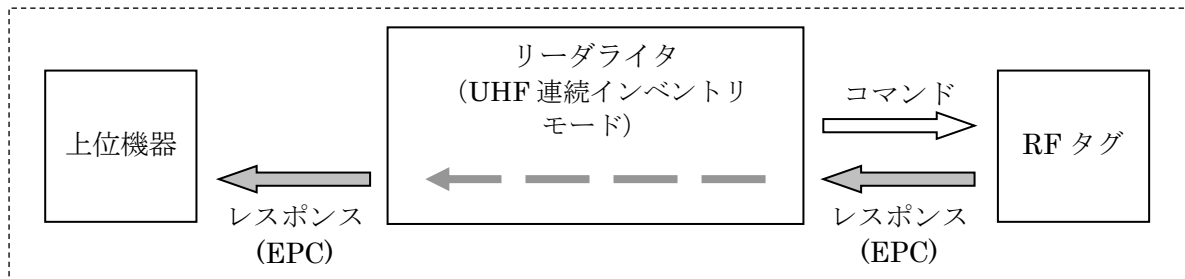 リーダライタ
(UHF 連続インベントリ
モード)
上位機器
コマンド
RF タグ
レスポンス
(EPC)
レスポンス
(EPC)